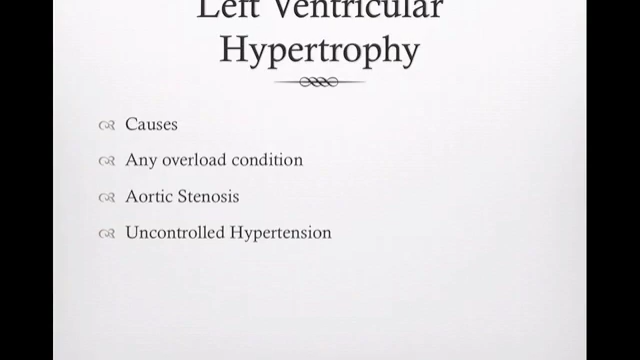 Left Ventricular
Hypertrophy
Causes
Any overload condition
Aortic Stenosis
Uncontrolled Hypertension